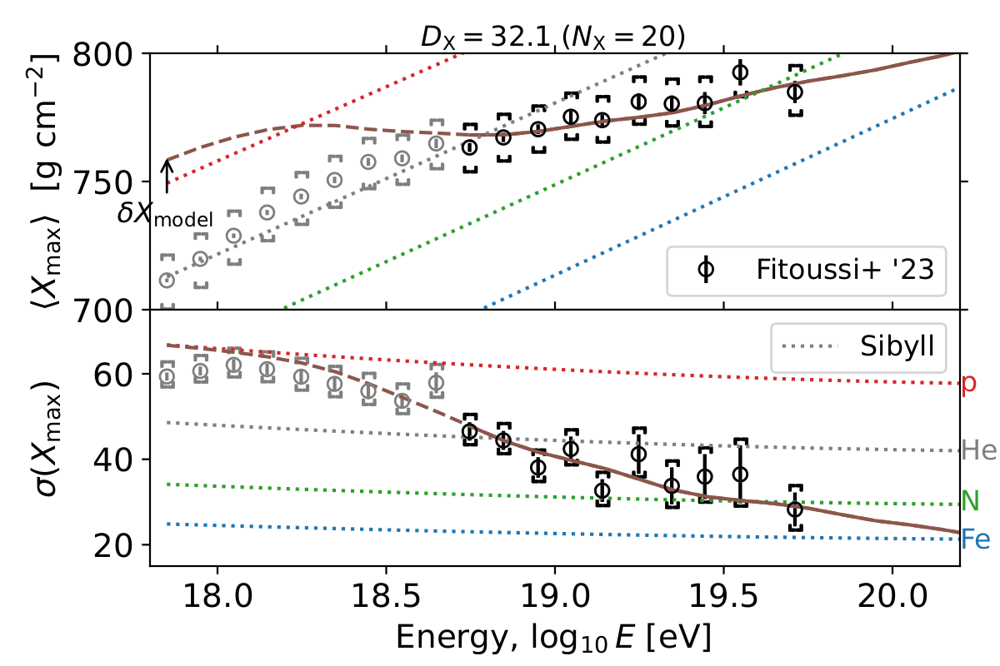 D_X = 32.1 (N_X = 20)
800
750
700
⟨X_max⟩ [g cm⁻²]
δX_model
Fitoussi+ '23
Sibyll
60
40
20
σ(X_max)
p
He
N
Fe
18.0 18.5 19.0 19.5 20.0
Energy, log₁₀ E [eV]